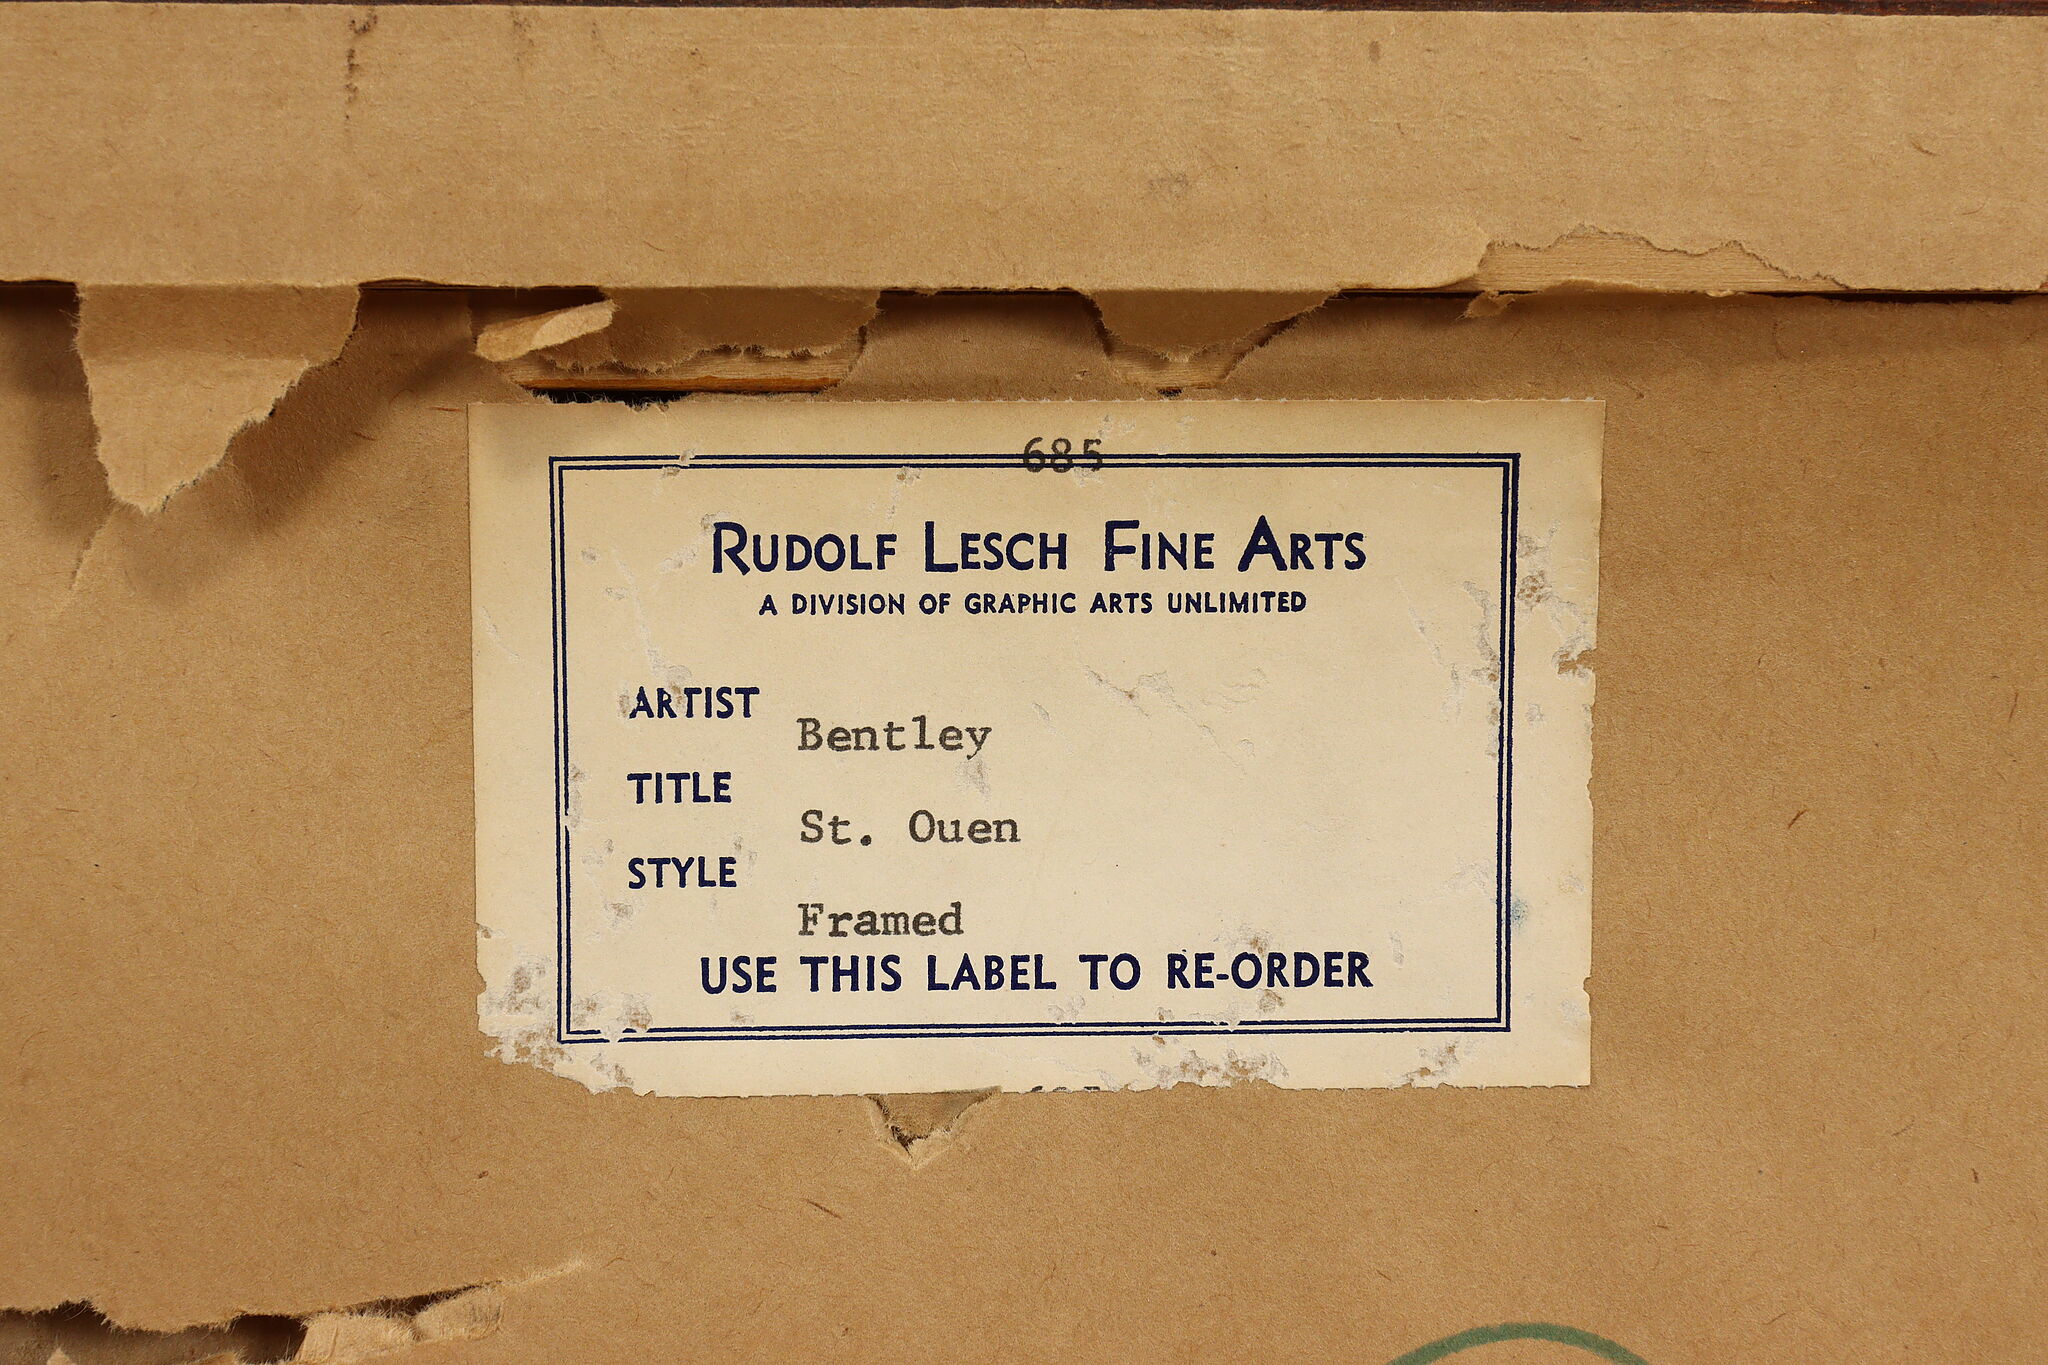 685
RUDOLF LESCH FINE ARTS
A DIVISION OF GRAPHIC ARTS UNLIMITED
ARTIST
Bentley
TITLE
St. Ouen
STYLE
Framed
USE THIS LABEL TO RE-ORDER